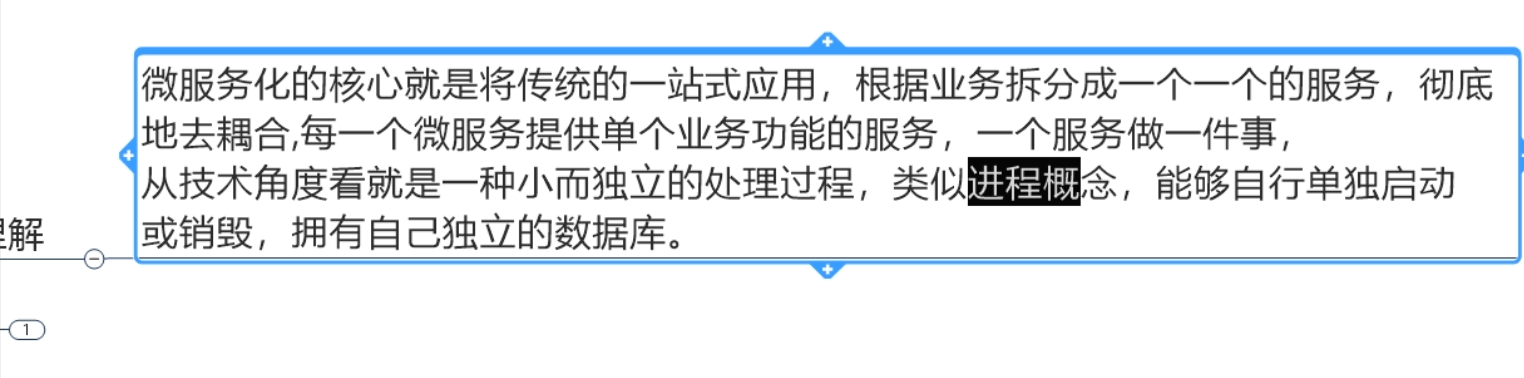 微服务化的核心就是将传统的一站式应用，根据业务拆分成一个一个的服务，彻底
地去耦合,每一个微服务提供单个业务功能的服务，一个服务做一件事，
从技术角度看就是一种小而独立的处理过程，类似进程概念，能够自行单独启动
或销毁，拥有自己独立的数据库。
理解
1